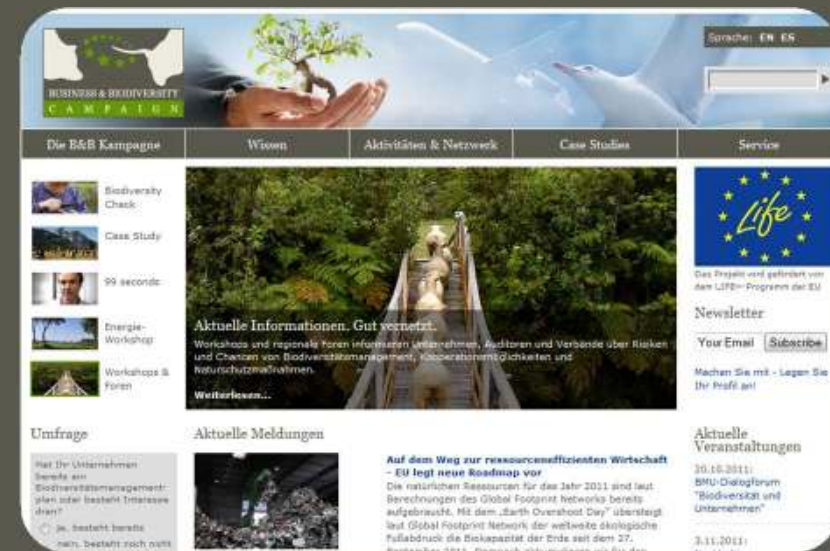 BUSINESS & BIODIVERSITY
CAMPAIGN
Sprache: EN ES
Die B&B Kampagne
Wissen
Aktivitäten & Netzwerk
Case Studies
Service
Biodiversity
Check
Case Study
99 seconds
Energie-
Workshop
Workshops &
Foren
Aktuelle Informationen. Gut vernetzt.
Workshops und regionale Foren informieren Unternehmen, Auditoren und Verbände über Risiken
und Chancen von Biodiversitätsmanagement, Kooperationsmöglichkeiten und
Naturschutzmaßnahmen.
Weiterlesen...
Life
Das Projekt wird gefördert von
dem LIFE+ Programm der EU
Newsletter
Your Email
Subscribe
Machen Sie mit - Legen Sie
Ihr Profil an!
Umfrage
Hat Ihr Unternehmen
bereits ein
Biodiversitätsmanagement-
plan oder besteht Interesse
dran?
ja, besteht bereits
nein, besteht noch nicht
Aktuelle Meldungen
Auf dem Weg zur ressourceneffizienten Wirtschaft
- EU legt neue Roadmap vor
Die natürlichen Ressourcen für das Jahr 2011 sind laut
Berechnungen des Global Footprint Networks bereits
aufgebraucht. Mit dem „Earth Overshoot Day" übersteigt
laut Global Footprint Network der weltweite ökologische
Fußabdruck die Biokapazität der Erde seit dem 27.
Aktuelle
Veranstaltungen
20.10.2011:
BMU-Dialogforum
"Biodiversität und
Unternehmen"
3.11.2011: